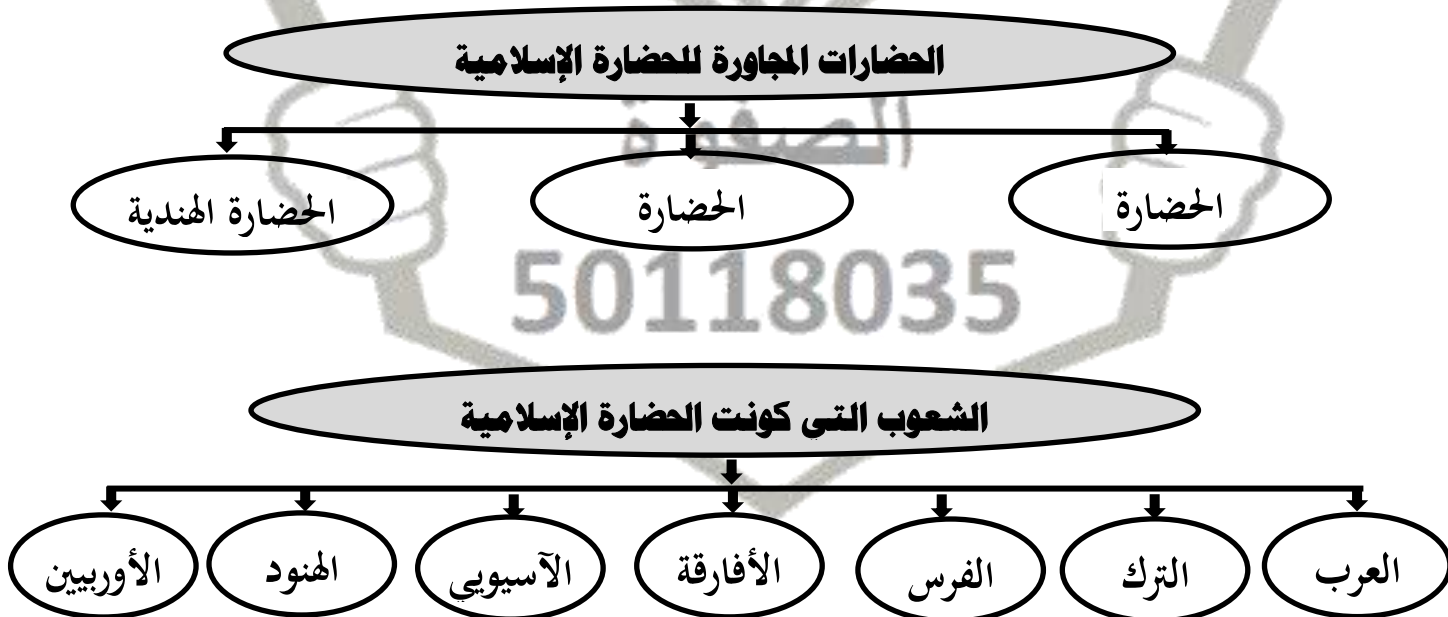 الحضارات المجاورة للحضارة الإسلامية
الصفوة
الحضارة
الحضارة
الحضارة الهندية
50118035
الشعوب التي كونت الحضارة الإسلامية
العرب
الترك
الفرس
الأفارقة
الآسيويي
الهنود
الأوربيين